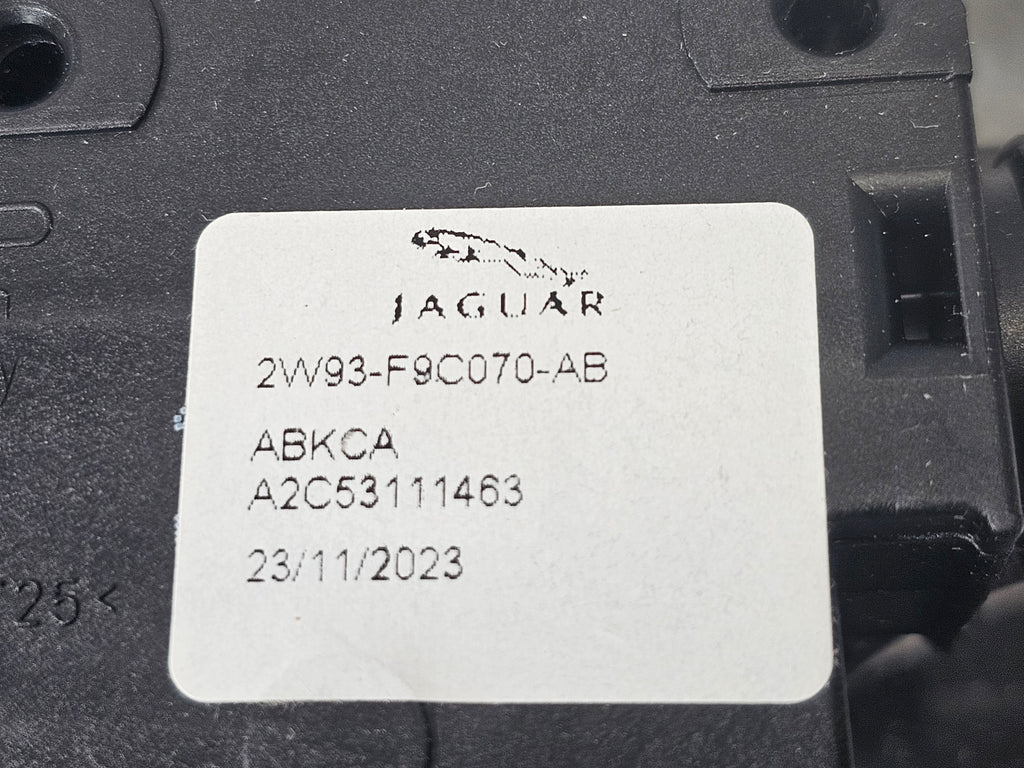 JAGUAR
2W93-F9C070-AB
ABKCA
A2C53111463
23/11/2023
25<